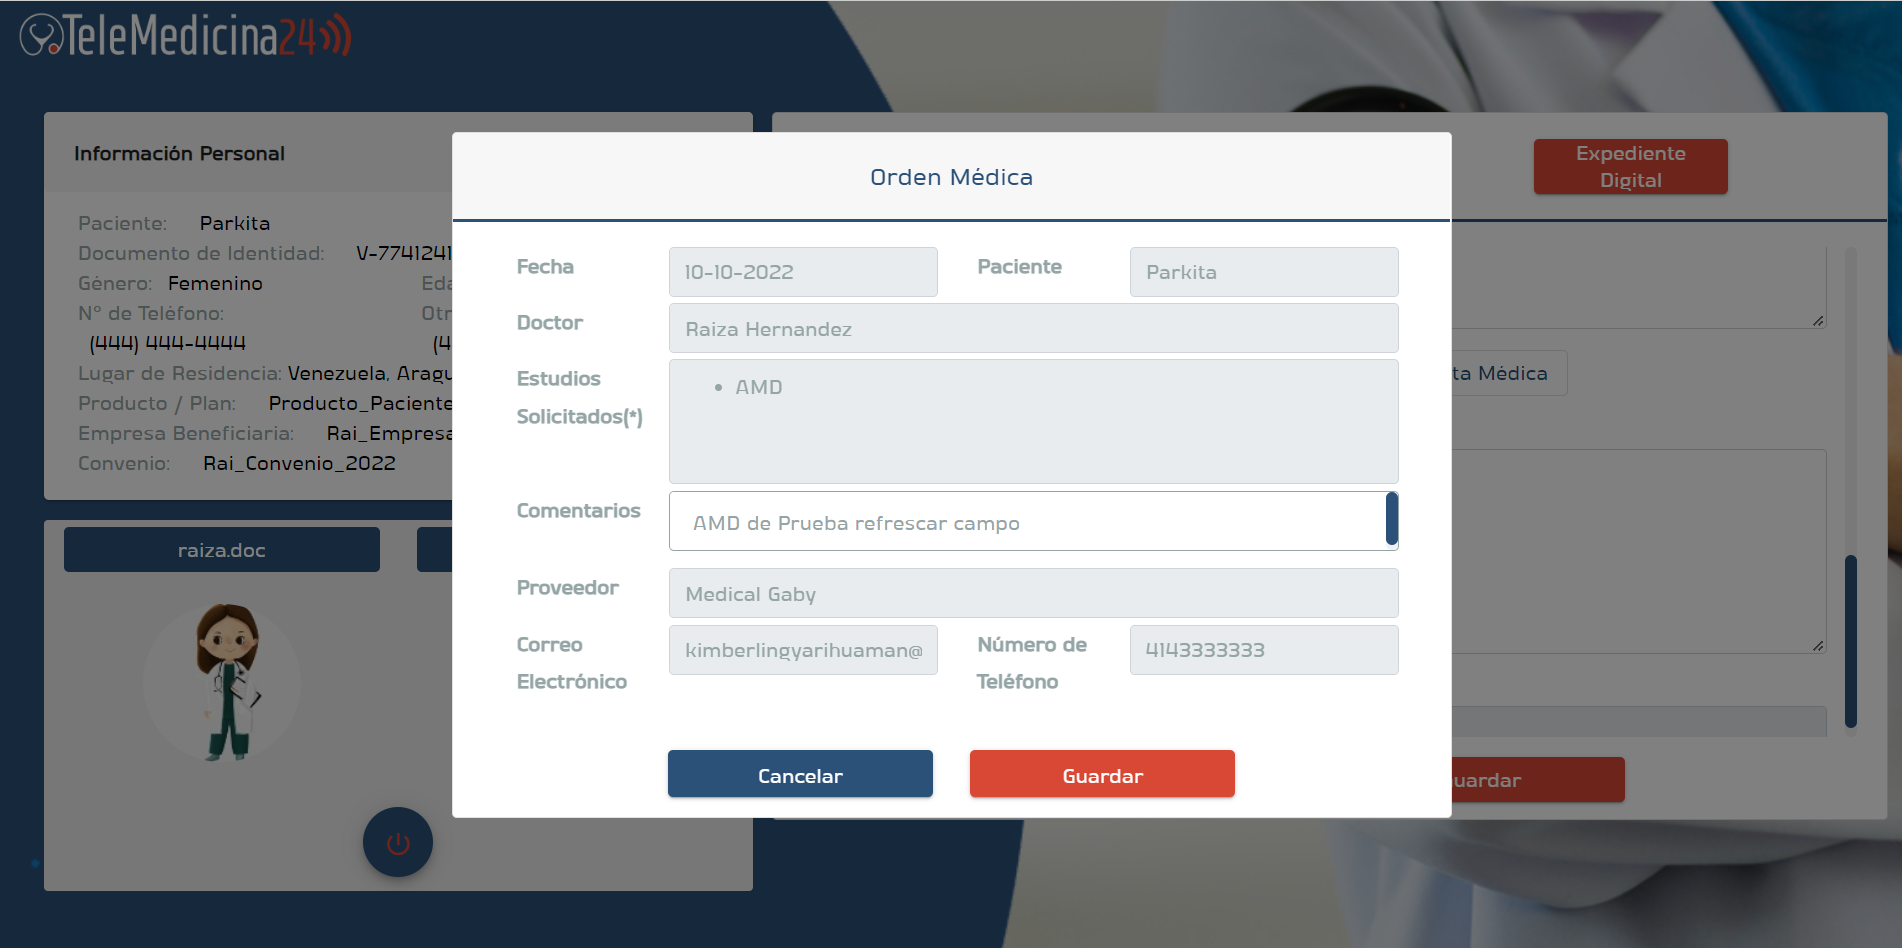 TeleMedicina24
Información Personal
Paciente: Parkita
Documento de Identidad: V-7741241
Género: Femenino
Nº de Teléfono:
(444) 444-4444
Lugar de Residencia: Venezuela, Aragu
Producto / Plan: Producto_Paciente
Empresa Beneficiaria: Rai_Empresa
Convenio: Rai_Convenio_2022
raiza.doc
Orden Médica
Fecha 10-10-2022 Paciente Parkita
Doctor Raiza Hernandez
Estudios
Solicitados(*)
• AMD
Comentarios AMD de Prueba refrescar campo
Proveedor Medical Gaby
Correo
Electrónico
kimberlingyarihuaman@
Número de
Teléfono
4143333333
Cancelar Guardar
Expediente
Digital
ta Médica
uardar